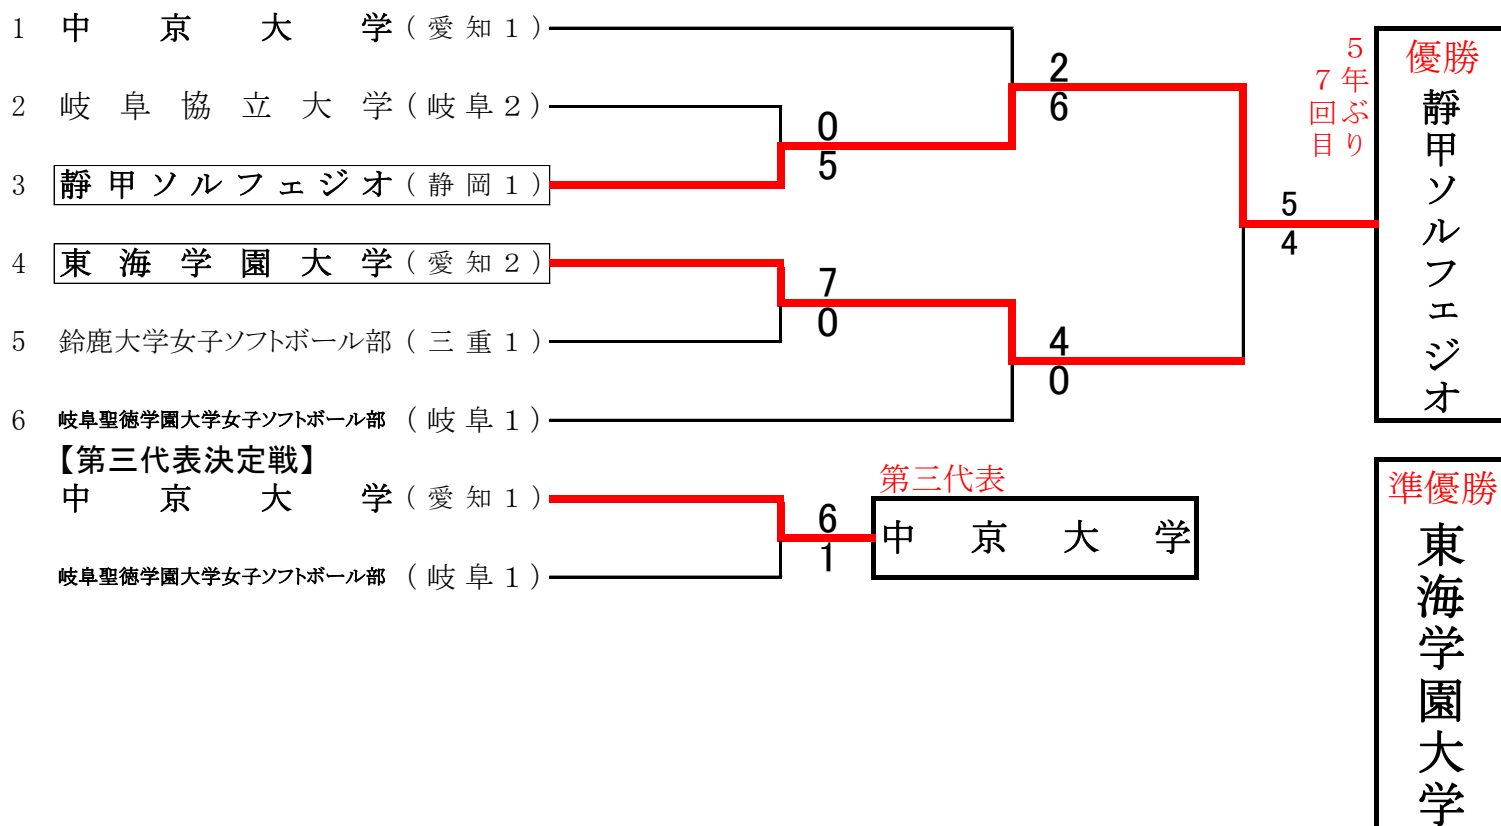 1 中京大学(愛知1)
2
6
2 岐阜協立大学(岐阜2)
0
5
3 静甲ソルフェジオ(静岡1)
5
4
4 東海学園大学(愛知2)
7
0
5 鈴鹿大学女子ソフトボール部(三重1)
4
0
6 岐阜聖徳学園大学女子ソフトボール部(岐阜1)
5年ぶり
7回目
優勝
静甲ソルフェジオ
【第三代表決定戦】
中京大学(愛知1)
6
1
岐阜聖徳学園大学女子ソフトボール部(岐阜1)
第三代表
中京大学
準優勝
東海学園大学